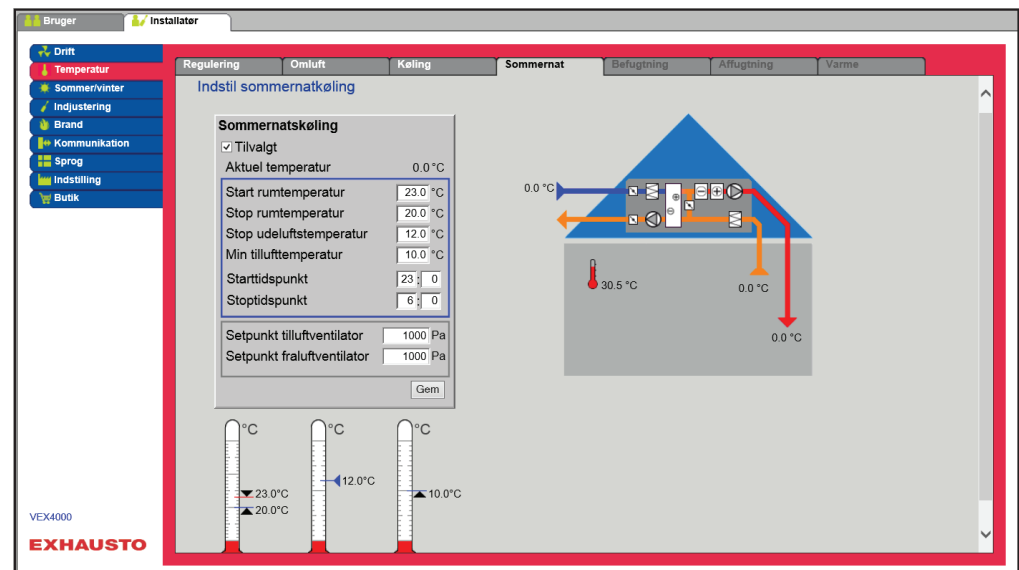 Bruger Installatør
Drift
Temperatur
Sommer/vinter
Indjustering
Brand
Kommunikation
Sprog
Indstilling
Butik
VEX4000
EXHAUSTO
Regulering Omluft Køling Sommernat Befugtning Affugtning Varme
Indstil sommernatkøling
Sommernatskøling
Tilvalgt
Aktuel temperatur 0.0°C
Start rumtemperatur 23.0 °C
Stop rumtemperatur 20.0 °C
Stop udeluftstemperatur 12.0 °C
Min tillufttemperatur 10.0 °C
Starttidspunkt 23 : 0
Stoptidspunkt 6 : 0
Setpunkt tilluftventilator 1000 Pa
Setpunkt fraluftventilator 1000 Pa
Gem
0.0 °C
30.5 °C
0.0 °C
0.0 °C
°C °C °C
12.0°C
23.0°C 10.0°C
20.0°C